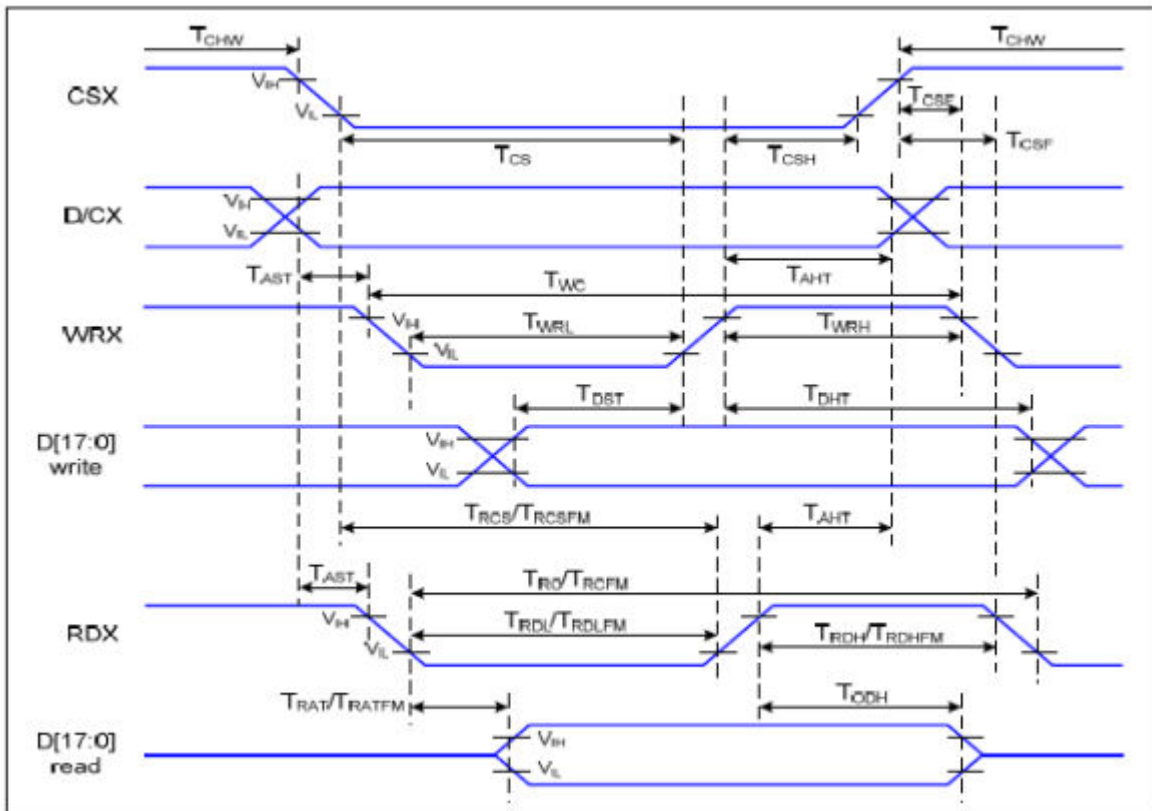 TCHW TCHW
VIH
CSX TCSE
VIL
TCS TCSH TCSF
VIH
D/CX
VIL
TAST TWC TAHT
VIH TWRL TWRH
WRX
VIL
TDST TDHT
D[17:0] VIH
write VIL
TRCS/TRCSFM TAHT
TAST TRC/TRCFM
VIH
RDX TRDL/TRDLFM
VIL TRDH/TRDHFM
TRAT/TRATFM TODH
D[17:0] VIH
read VIL